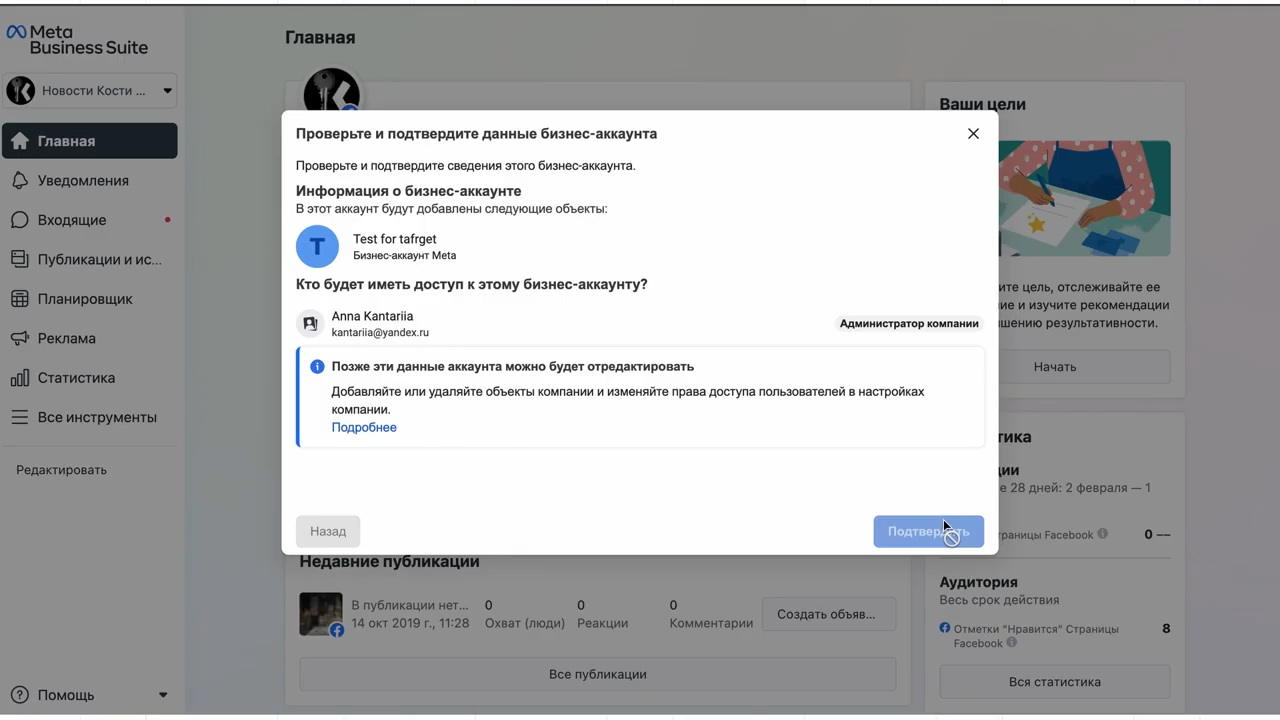 Meta
Business Suite
Новости Кости ...
Главная
Уведомления
Входящие
Публикации и ис...
Планировщик
Реклама
Статистика
Все инструменты
Редактировать
Помощь
Главная
Проверьте и подтвердите данные бизнес-аккаунта
Проверьте и подтвердите сведения этого бизнес-аккаунта.
Информация о бизнес-аккаунте
В этот аккаунт будут добавлены следующие объекты:
T
Test for tafrget
Бизнес-аккаунт Meta
Кто будет иметь доступ к этому бизнес-аккаунту?
Anna Kantariia
kantariia@yandex.ru
Администратор компании
Позже эти данные аккаунта можно будет отредактировать
Добавляйте или удаляйте объекты компании и изменяйте права доступа пользователей в настройках
компании.
Подробнее
Назад
Подтвердить
Недавние публикации
В публикации нет...
14 окт 2019 г., 11:28
0
Охват (люди)
0
Реакции
0
Комментарии
Создать объяв...
Все публикации
Ваши цели
ите цель, отслеживайте ее
ие и изучите рекомендации
шению результативности.
Начать
тика
ии
е 28 дней: 2 февраля — 1
траницы Facebook
0 --
Аудитория
Весь срок действия
Отметки "Нравится" Страницы
Facebook
8
Вся статистика